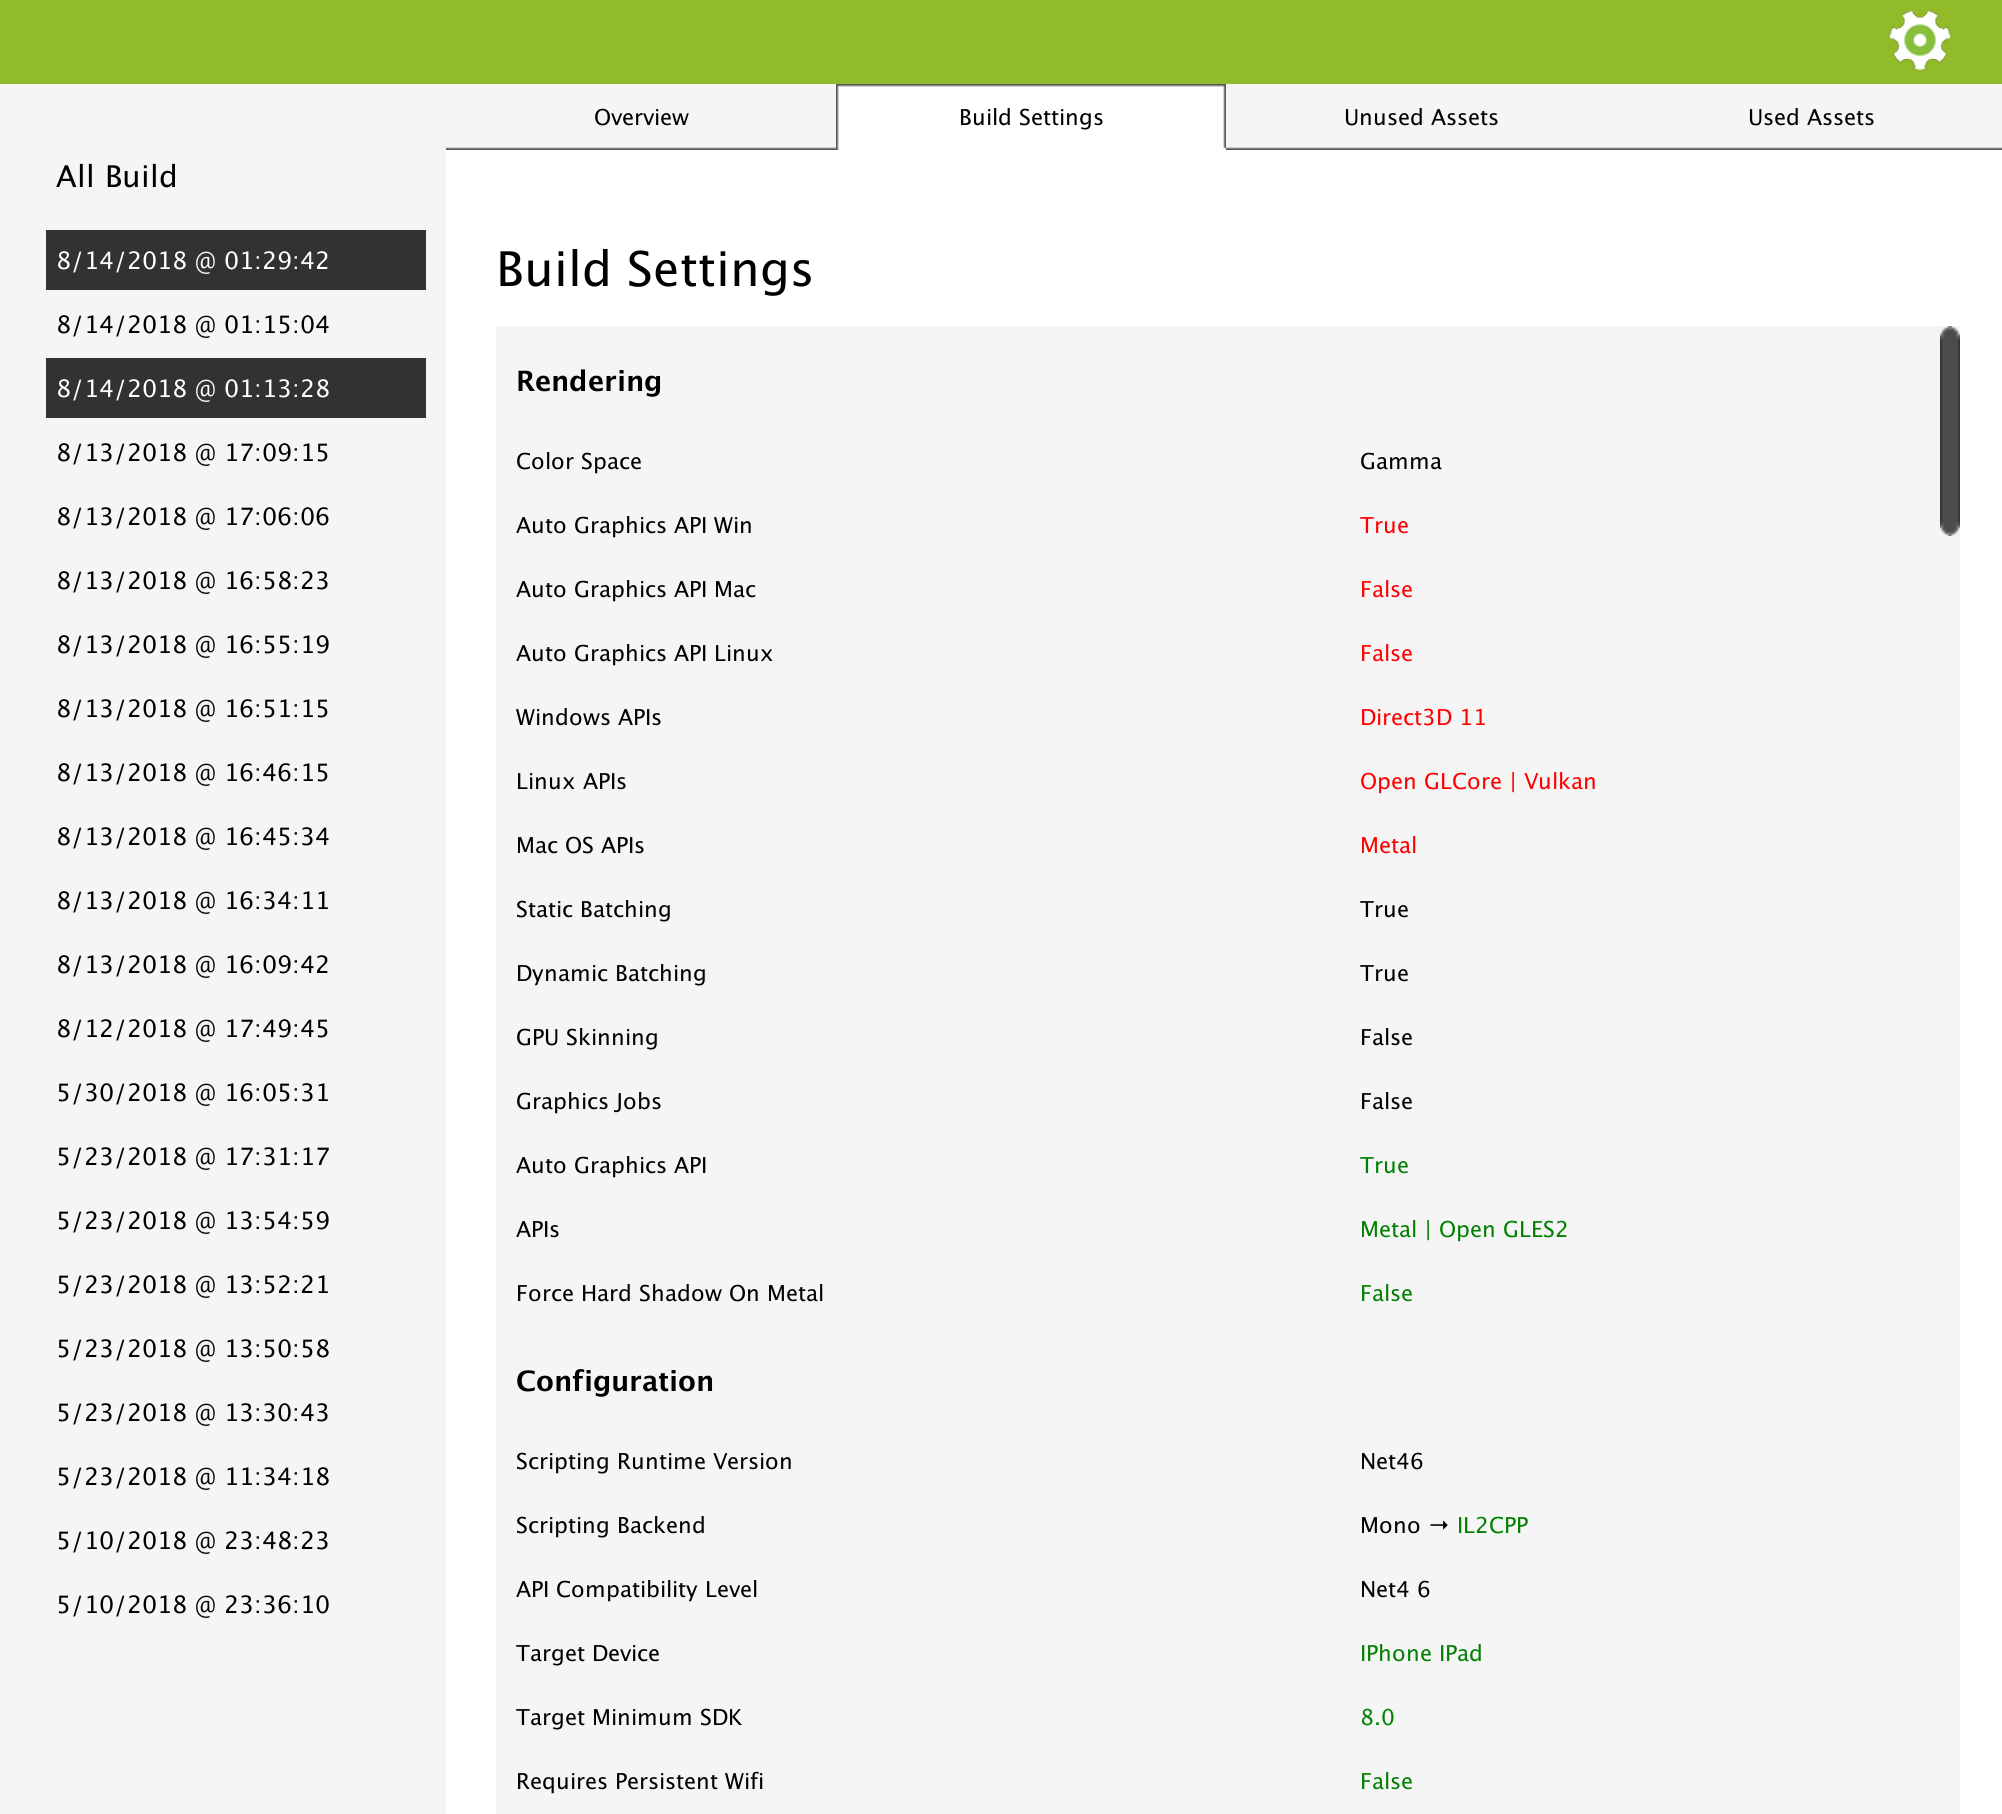 Overview
Build Settings
Unused Assets
Used Assets
All Build
8/14/2018 @ 01:29:42
8/14/2018 @ 01:15:04
8/14/2018 @ 01:13:28
8/13/2018 @ 17:09:15
8/13/2018 @ 17:06:06
8/13/2018 @ 16:58:23
8/13/2018 @ 16:55:19
8/13/2018 @ 16:51:15
8/13/2018 @ 16:46:15
8/13/2018 @ 16:45:34
8/13/2018 @ 16:34:11
8/13/2018 @ 16:09:42
8/12/2018 @ 17:49:45
5/30/2018 @ 16:05:31
5/23/2018 @ 17:31:17
5/23/2018 @ 13:54:59
5/23/2018 @ 13:52:21
5/23/2018 @ 13:50:58
5/23/2018 @ 13:30:43
5/23/2018 @ 11:34:18
5/10/2018 @ 23:48:23
5/10/2018 @ 23:36:10
Build Settings
Rendering
Color Space Gamma
Auto Graphics API Win True
Auto Graphics API Mac False
Auto Graphics API Linux False
Windows APIs Direct3D 11
Linux APIs Open GLCore | Vulkan
Mac OS APIs Metal
Static Batching True
Dynamic Batching True
GPU Skinning False
Graphics Jobs False
Auto Graphics API True
APIs Metal | Open GLES2
Force Hard Shadow On Metal False
Configuration
Scripting Runtime Version Net46
Scripting Backend Mono → IL2CPP
API Compatibility Level Net4 6
Target Device IPhone IPad
Target Minimum SDK 8.0
Requires Persistent Wifi False